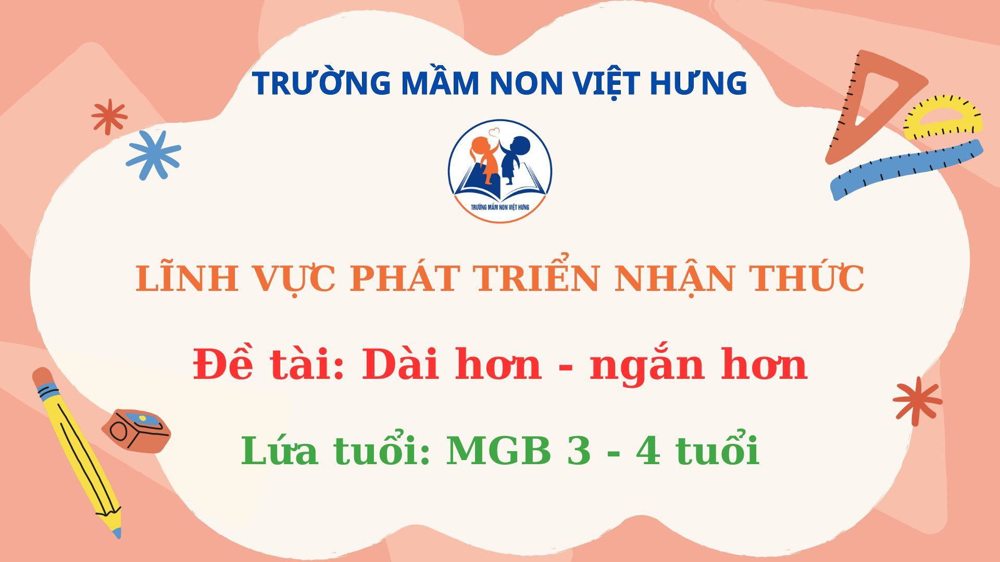 TRƯỜNG MẦM NON VIỆT HƯNG
TRƯỜNG MẦM NON VIỆT HƯNG
LĨNH VỰC PHÁT TRIỂN NHẬN THỨC
Đề tài: Dài hơn - ngắn hơn
Lứa tuổi: MGB 3 - 4 tuổi